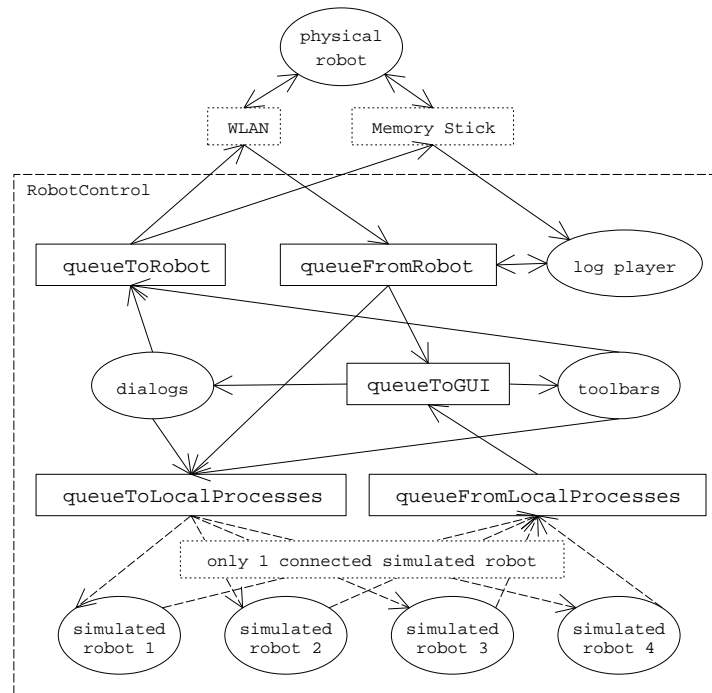 physical
robot
WLAN
Memory Stick
RobotControl
queueToRobot
queueFromRobot
log player
dialogs
queueToGUI
toolbars
queueToLocalProcesses
queueFromLocalProcesses
only 1 connected simulated robot
simulated
robot 1
simulated
robot 2
simulated
robot 3
simulated
robot 4